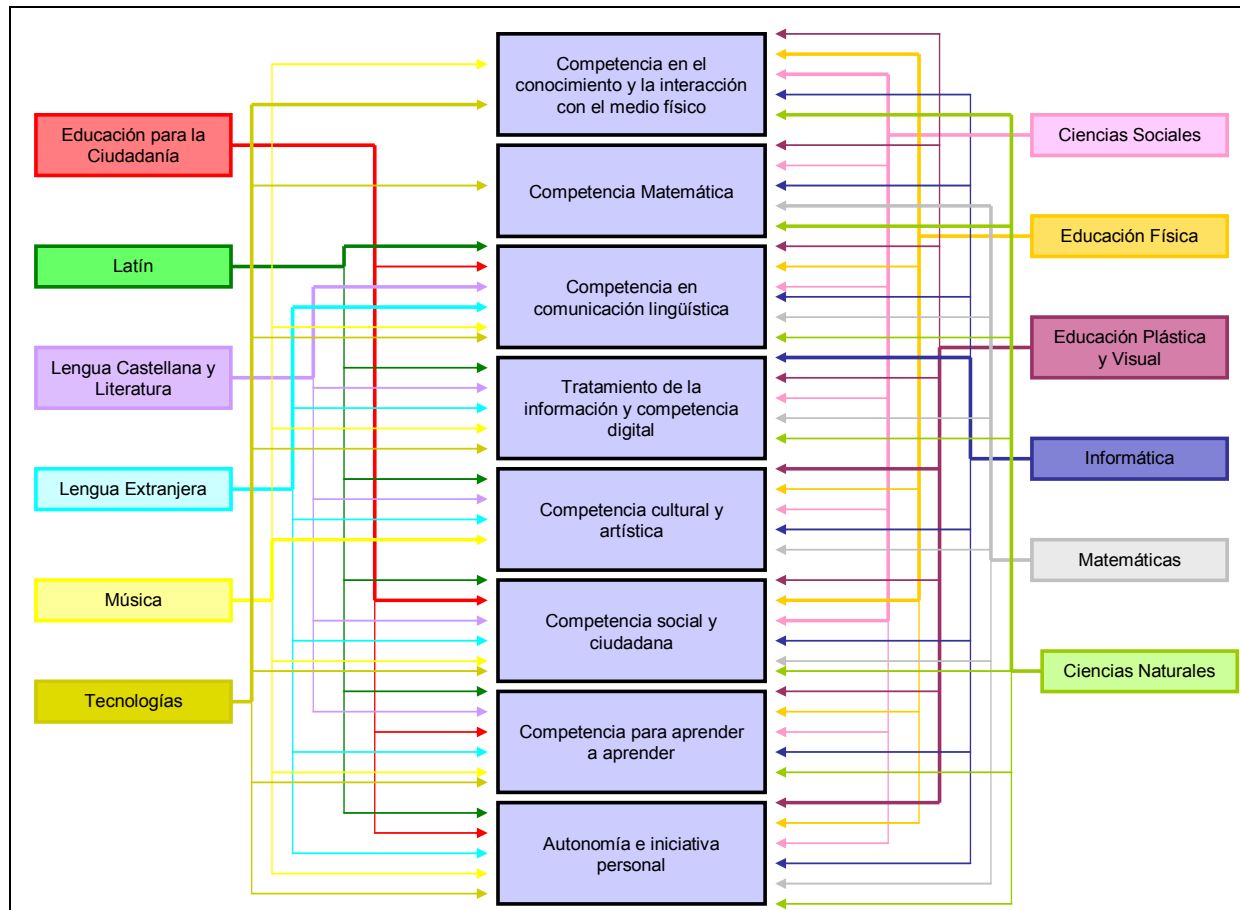 Competencia en el
conocimiento y la interacción
con el medio físico
Educación para la
Ciudadanía
Ciencias Sociales
Competencia Matemática
Latín
Educación Física
Competencia en
comunicación lingüística
Lengua Castellana y
Literatura
Educación Plástica
y Visual
Tratamiento de la
información y competencia
digital
Lengua Extranjera
Informática
Competencia cultural y
artística
Música
Matemáticas
Competencia social y
ciudadana
Tecnologías
Ciencias Naturales
Competencia para aprender
a aprender
Autonomía e iniciativa
personal